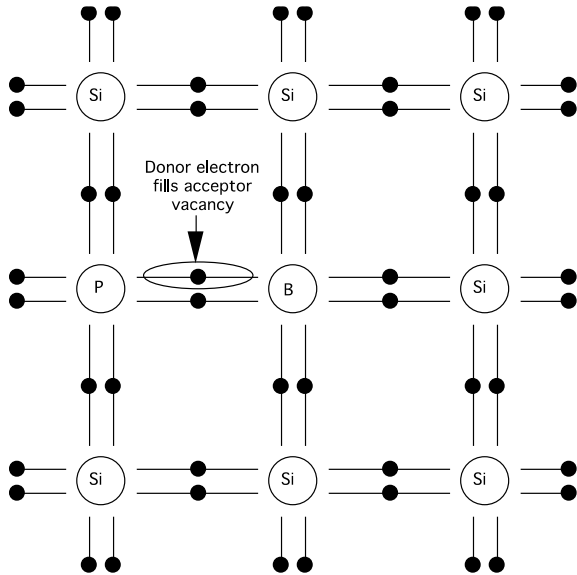 Si Si Si
Donor electron
fills acceptor
vacancy
P B Si
Si Si Si